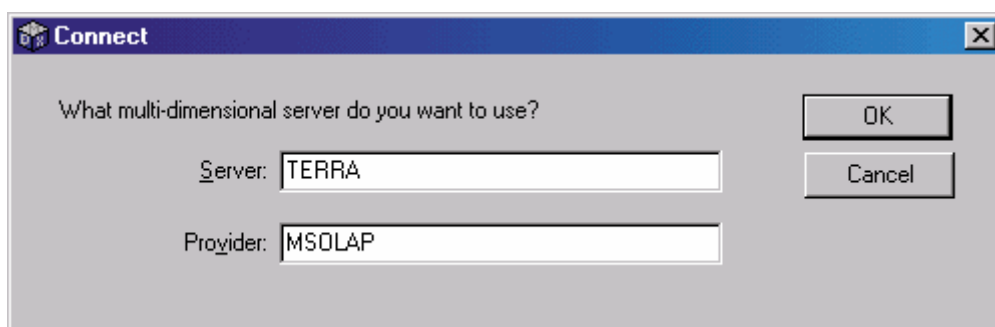 Connect
What multi-dimensional server do you want to use?
OK
Server: TERRA
Cancel
Provider: MSOLAP